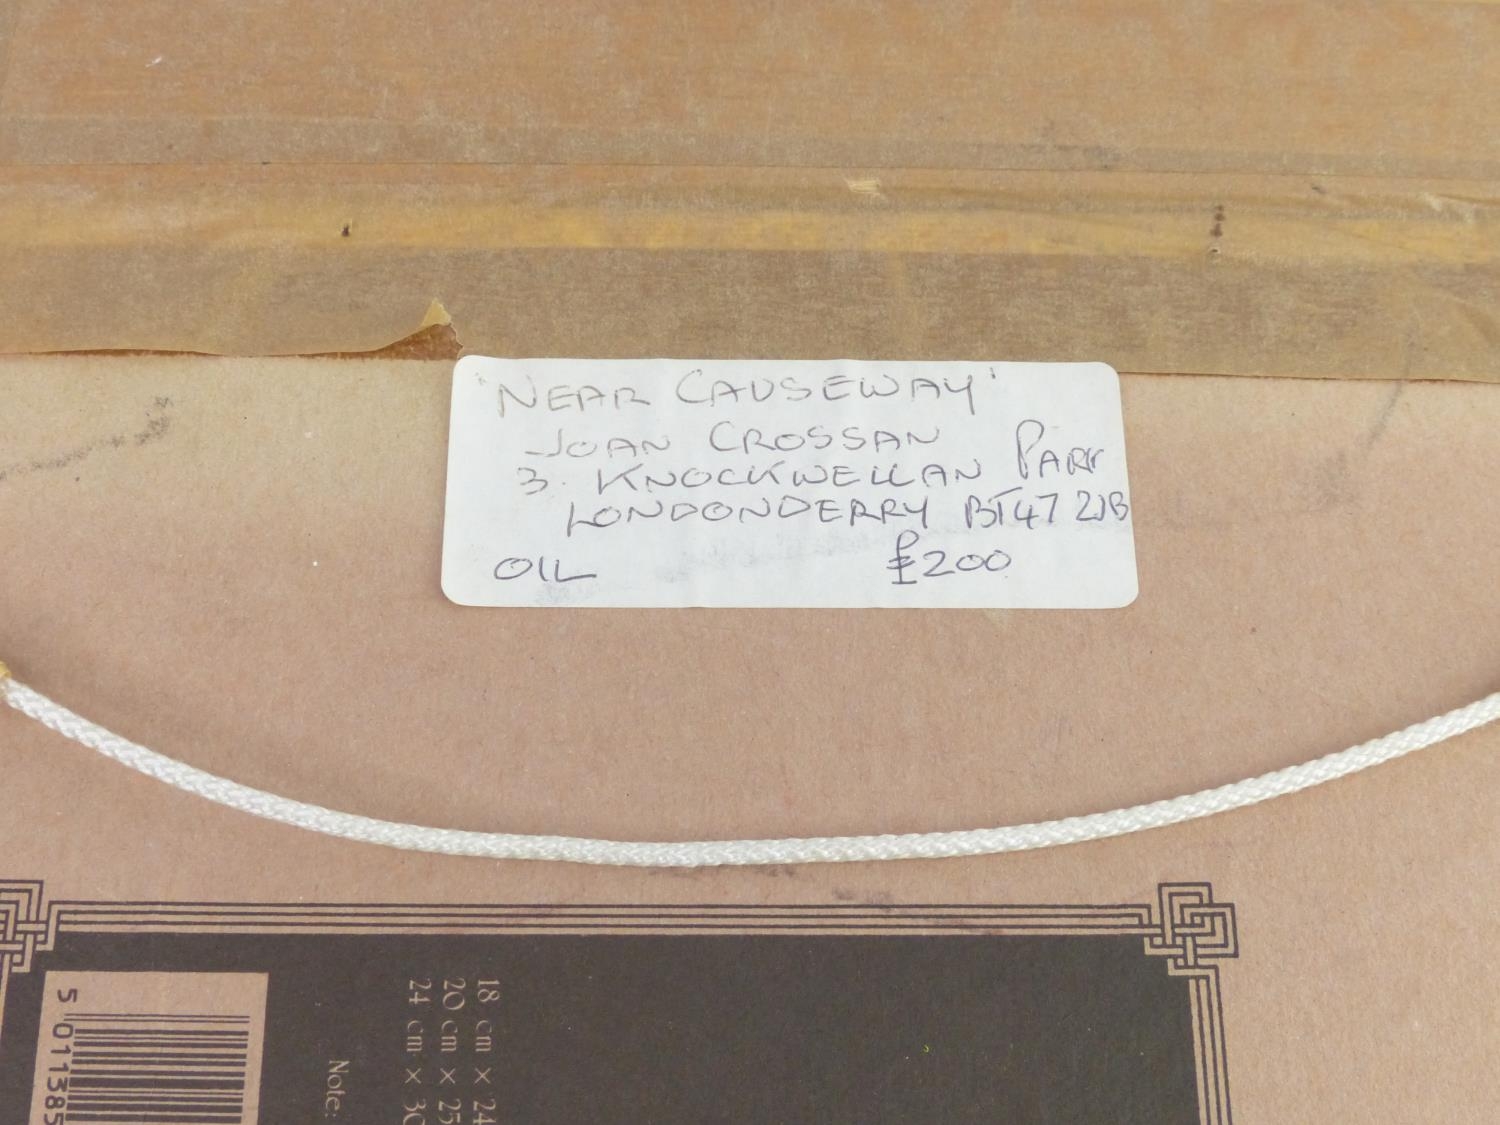 'NEAR CAUSEWAY'
JOAN CROSSAN
3. KNOCKWELLAN PARK
LONDONDERRY BT47 2JB
OIL £200
18 cm × 24
20 cm × 25
24 cm × 30
Note:
5 011385